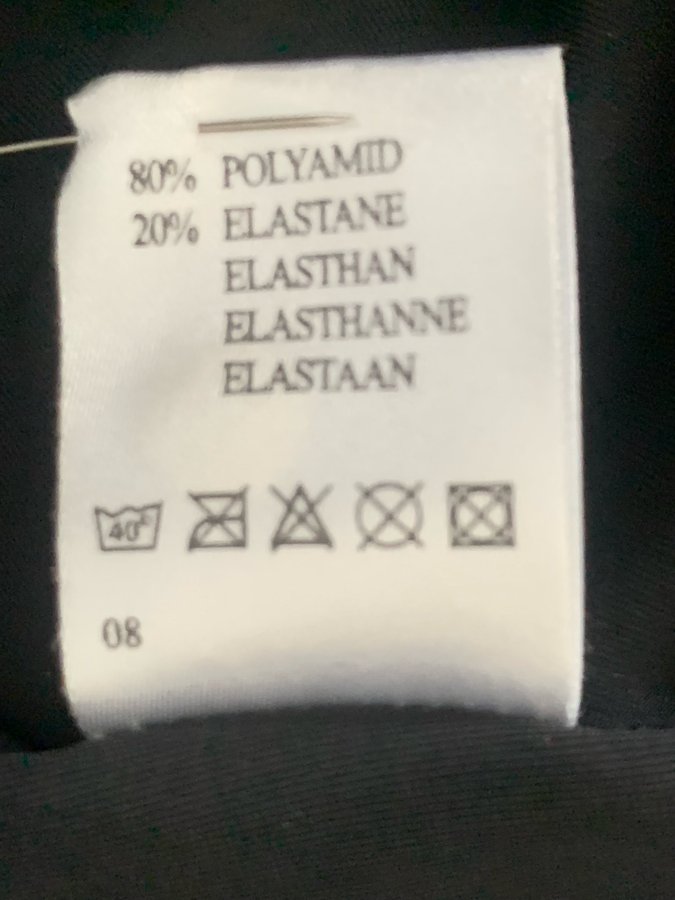 80% POLYAMID
20% ELASTANE
ELASTHAN
ELASTHANNE
ELASTAAN
40°
08